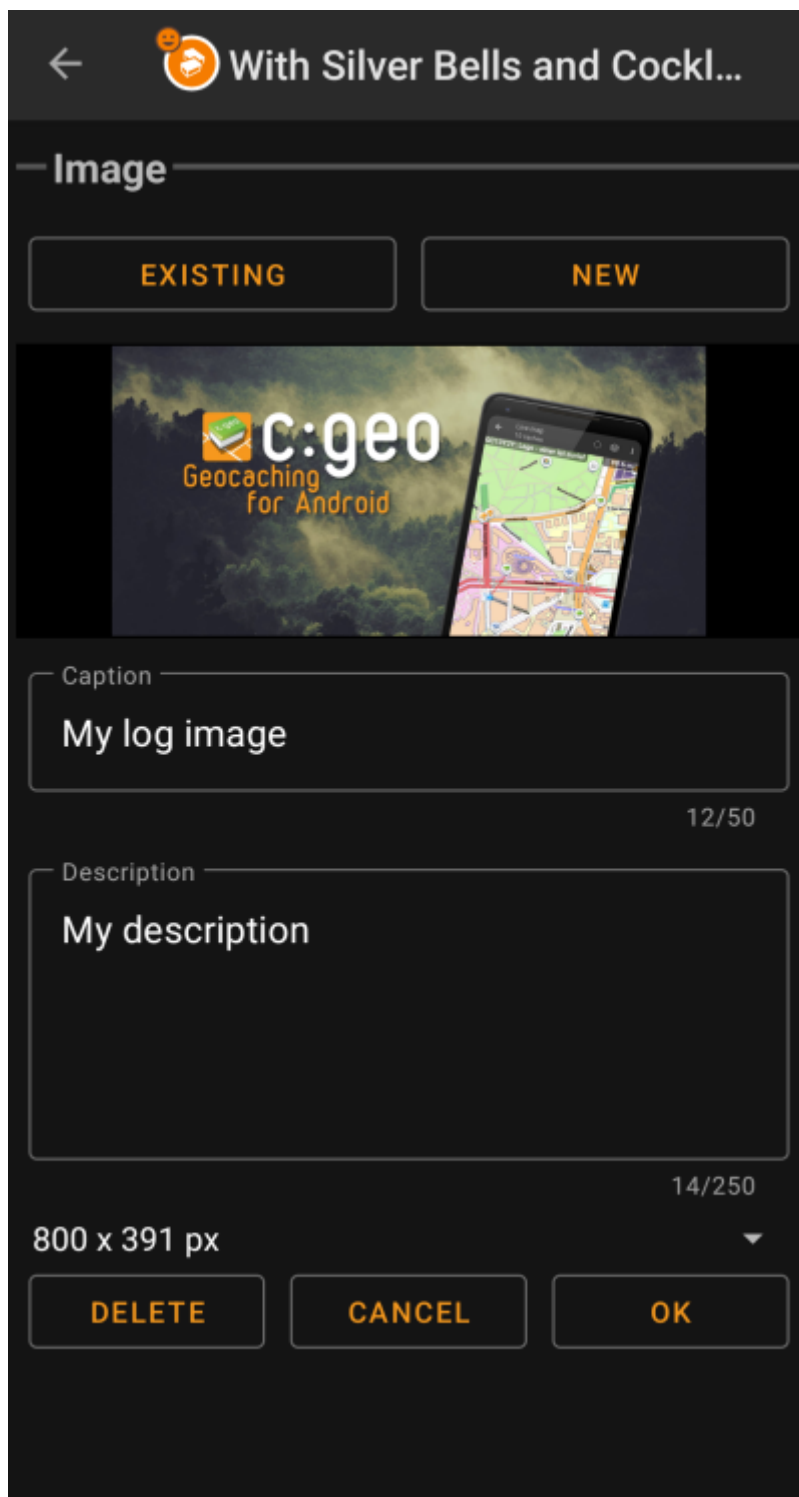 With Silver Bells and Cockl...
Image
EXISTING
NEW
c:geo
Geocaching
for Android
Caption
My log image
12/50
Description
My description
14/250
800 x 391 px
DELETE
CANCEL
OK